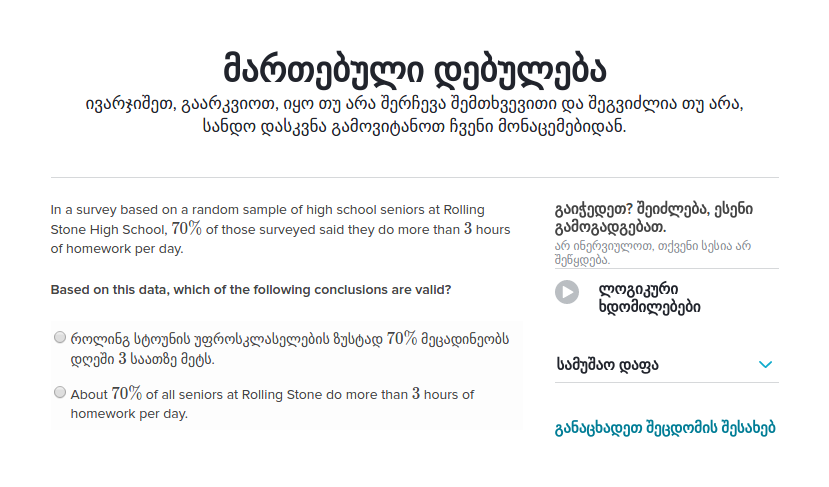 მართებული დებულება
ივარჯიშეთ, გაარკვიოთ, იყო თუ არა შერჩევა შემთხვევითი და შეგვიძლია თუ არა,
სანდო დასკვნა გამოვიტანოთ ჩვენი მონაცემებიდან.
In a survey based on a random sample of high school seniors at Rolling
Stone High School, 70% of those surveyed said they do more than 3 hours
of homework per day.
Based on this data, which of the following conclusions are valid?
როლინგ სტოუნის უფროსკლასელების ზუსტად 70% მეცადინეობს
დღეში 3 საათზე მეტს.
About 70% of all seniors at Rolling Stone do more than 3 hours of
homework per day.
გაიჭედეთ? შეიძლება, ესენი
გამოგადგებათ.
არ ინერვიულოთ, თქვენი სესია არ
შეწყდება.
ლოგიკური
ხდომილებები
სამუშაო დაფა
განაცხადეთ შეცდომის შესახებ